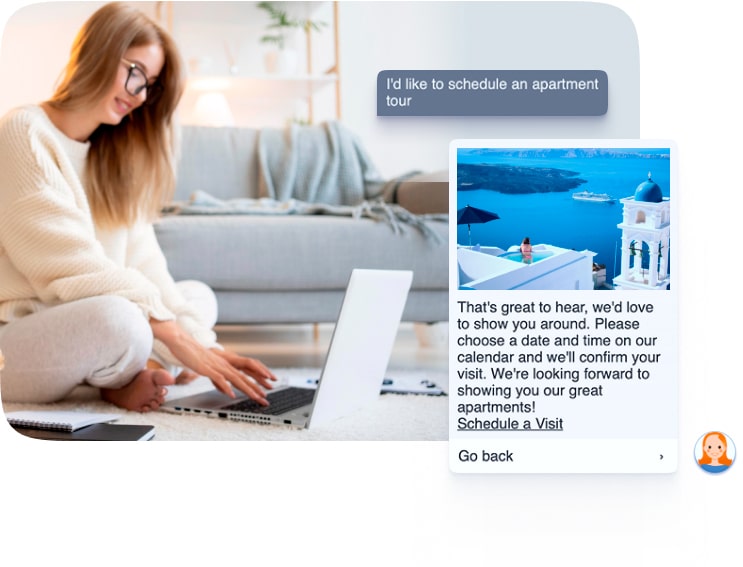 I'd like to schedule an apartment
tour
That's great to hear, we'd love
to show you around. Please
choose a date and time on our
calendar and we'll confirm your
visit. We're looking forward to
showing you our great
apartments!
Schedule a Visit
Go back ›